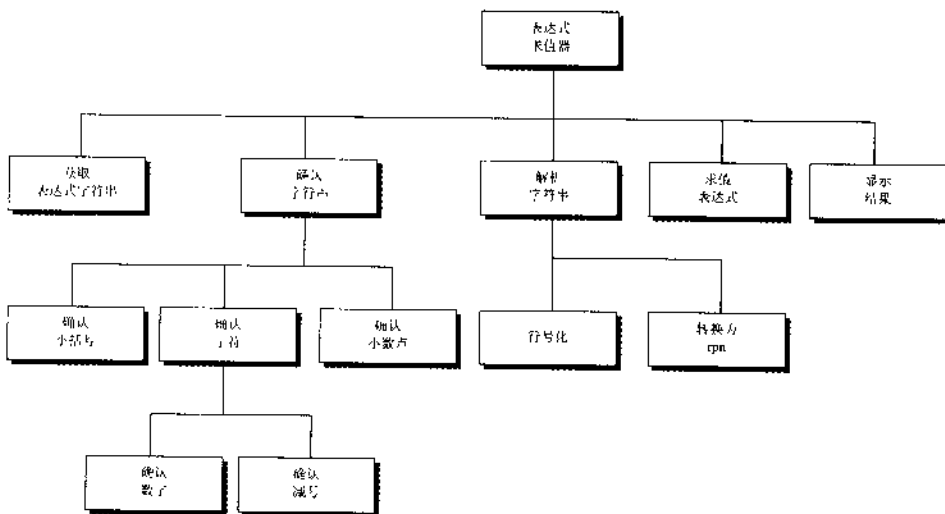 表达式
求值器
获取
表达式字符串
确认
字符串
解析
字符串
求值
表达式
显示
结果
确认
小括号
确认
字符
确认
小数点
符号化
转换为
rpn
确认
数字
确认
减号